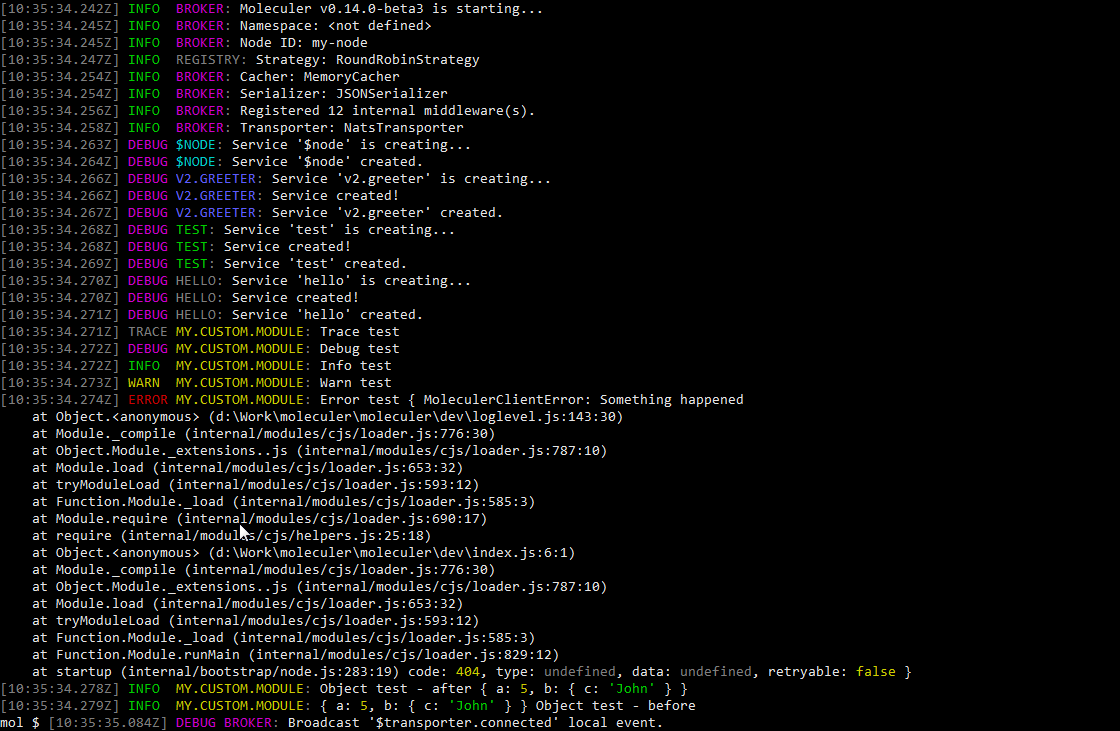 [10:35:34.242Z] INFO  BROKER: Moleculer v0.14.0-beta3 is starting...
[10:35:34.245Z] INFO  BROKER: Namespace: <not defined>
[10:35:34.245Z] INFO  BROKER: Node ID: my-node
[10:35:34.247Z] INFO  REGISTRY: Strategy: RoundRobinStrategy
[10:35:34.254Z] INFO  BROKER: Cacher: MemoryCacher
[10:35:34.254Z] INFO  BROKER: Serializer: JSONSerializer
[10:35:34.256Z] INFO  BROKER: Registered 12 internal middleware(s).
[10:35:34.258Z] INFO  BROKER: Transporter: NatsTransporter
[10:35:34.263Z] DEBUG $NODE: Service '$node' is creating...
[10:35:34.264Z] DEBUG $NODE: Service '$node' created.
[10:35:34.266Z] DEBUG V2.GREETER: Service 'v2.greeter' is creating...
[10:35:34.266Z] DEBUG V2.GREETER: Service created!
[10:35:34.267Z] DEBUG V2.GREETER: Service 'v2.greeter' created.
[10:35:34.268Z] DEBUG TEST: Service 'test' is creating...
[10:35:34.268Z] DEBUG TEST: Service created!
[10:35:34.269Z] DEBUG TEST: Service 'test' created.
[10:35:34.270Z] DEBUG HELLO: Service 'hello' is creating...
[10:35:34.270Z] DEBUG HELLO: Service created!
[10:35:34.271Z] DEBUG HELLO: Service 'hello' created.
[10:35:34.271Z] TRACE MY.CUSTOM.MODULE: Trace test
[10:35:34.272Z] DEBUG MY.CUSTOM.MODULE: Debug test
[10:35:34.272Z] INFO  MY.CUSTOM.MODULE: Info test
[10:35:34.273Z] WARN  MY.CUSTOM.MODULE: Warn test
[10:35:34.274Z] ERROR MY.CUSTOM.MODULE: Error test { MoleculerClientError: Something happened
    at Object.<anonymous> (d:\Work\moleculer\moleculer\dev\loglevel.js:143:30)
    at Module._compile (internal/modules/cjs/loader.js:776:30)
    at Object.Module._extensions..js (internal/modules/cjs/loader.js:787:10)
    at Module.load (internal/modules/cjs/loader.js:653:32)
    at tryModuleLoad (internal/modules/cjs/loader.js:593:12)
    at Function.Module._load (internal/modules/cjs/loader.js:585:3)
    at Module.require (internal/modules/cjs/loader.js:690:17)
    at require (internal/modules/cjs/helpers.js:25:18)
    at Object.<anonymous> (d:\Work\moleculer\moleculer\dev\index.js:6:1)
    at Module._compile (internal/modules/cjs/loader.js:776:30)
    at Object.Module._extensions..js (internal/modules/cjs/loader.js:787:10)
    at Module.load (internal/modules/cjs/loader.js:653:32)
    at tryModuleLoad (internal/modules/cjs/loader.js:593:12)
    at Function.Module._load (internal/modules/cjs/loader.js:585:3)
    at Function.Module.runMain (internal/modules/cjs/loader.js:829:12)
    at startup (internal/bootstrap/node.js:283:19) code: 404, type: undefined, data: undefined, retryable: false }
[10:35:34.278Z] INFO  MY.CUSTOM.MODULE: Object test - after { a: 5, b: { c: 'John' } }
[10:35:34.279Z] INFO  MY.CUSTOM.MODULE: { a: 5, b: { c: 'John' } } Object test - before
mol $ [10:35:35.084Z] DEBUG BROKER: Broadcast '$transporter.connected' local event.